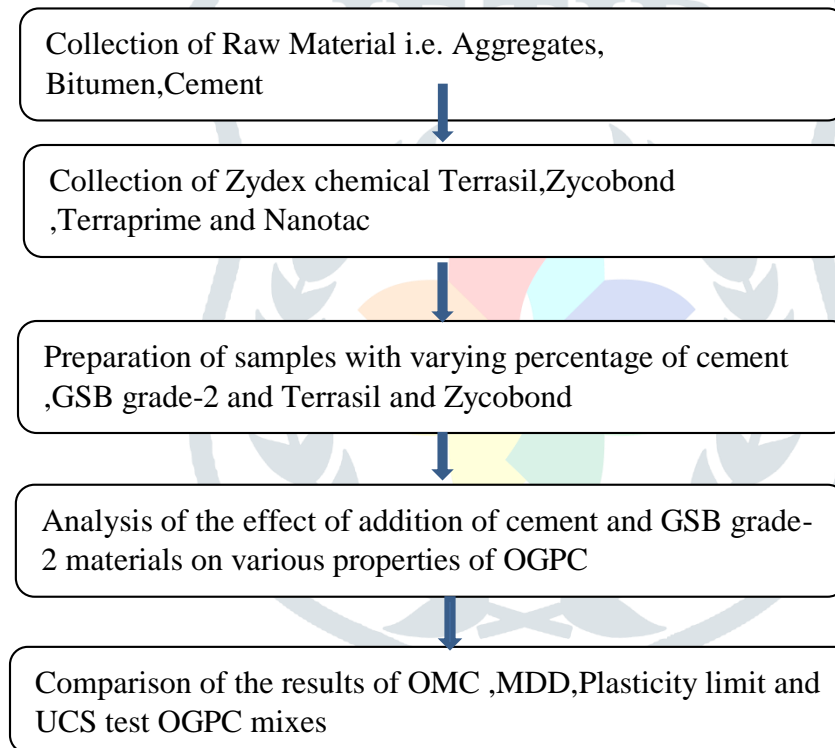 Collection of Raw Material i.e. Aggregates,
Bitumen,Cement
Collection of Zydex chemical Terrasil,Zycobond
,Terraprime and Nanotac
Preparation of samples with varying percentage of cement
,GSB grade-2 and Terrasil and Zycobond
Analysis of the effect of addition of cement and GSB grade-
2 materials on various properties of OGPC
Comparison of the results of OMC ,MDD,Plasticity limit and
UCS test OGPC mixes